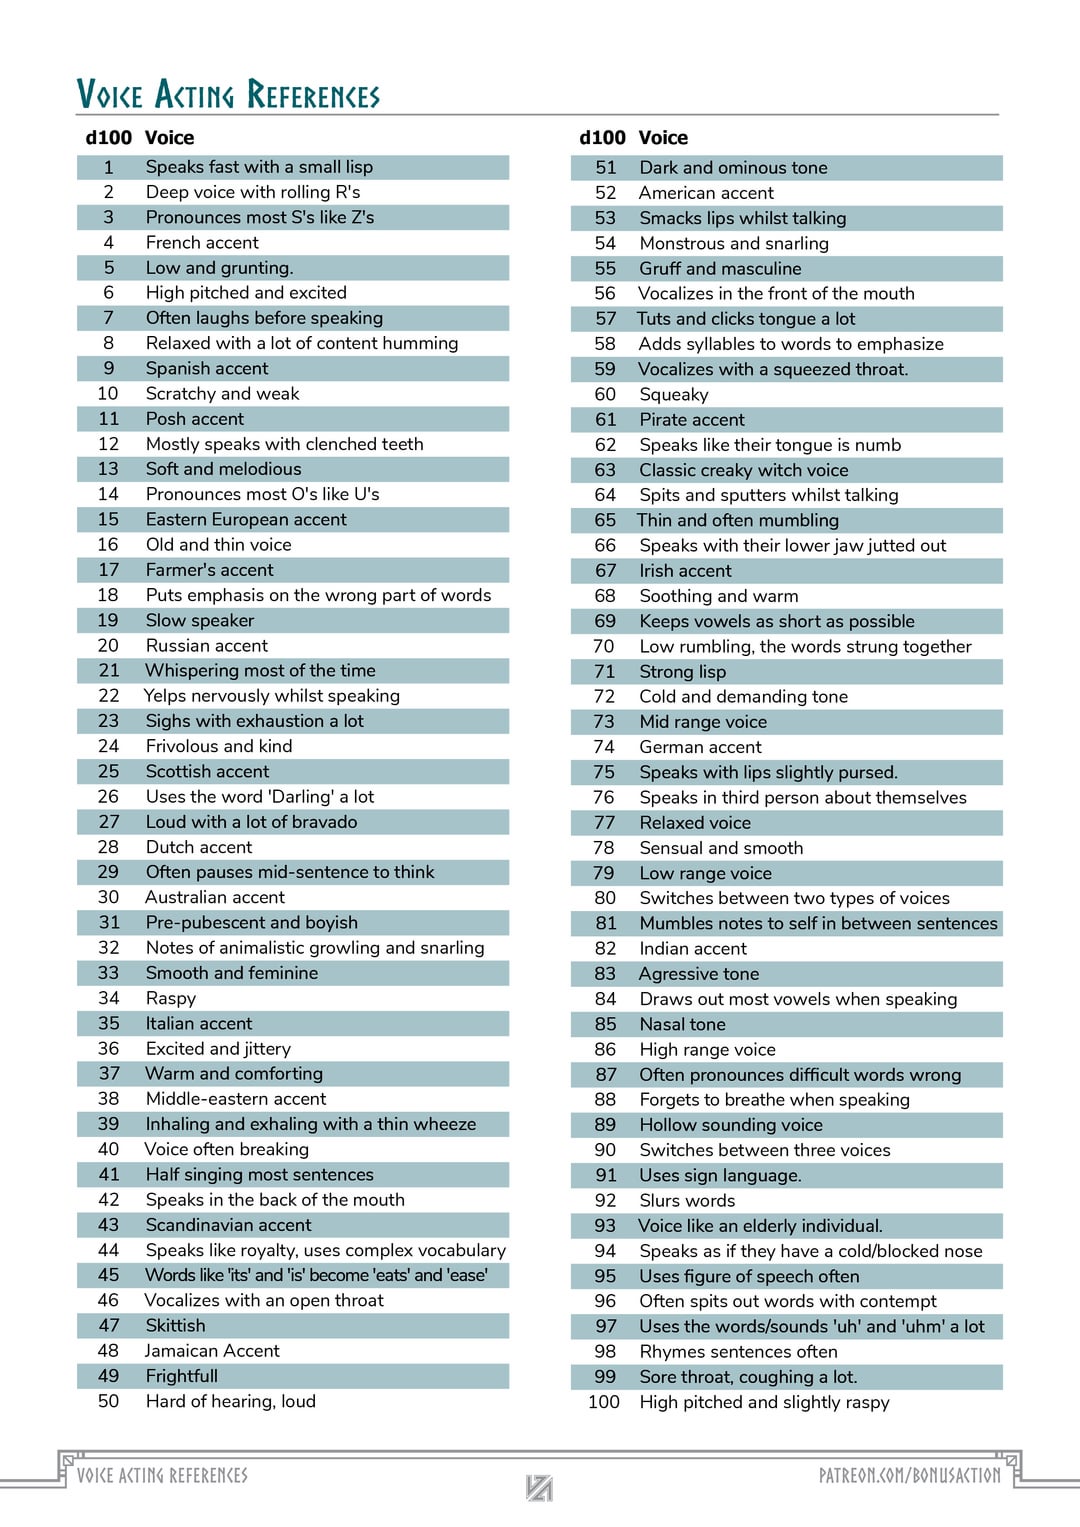 Voice Acting References
d100 Voice
1 Speaks fast with a small lisp
2 Deep voice with rolling R's
3 Pronounces most S's like Z's
4 French accent
5 Low and grunting.
6 High pitched and excited
7 Often laughs before speaking
8 Relaxed with a lot of content humming
9 Spanish accent
10 Scratchy and weak
11 Posh accent
12 Mostly speaks with clenched teeth
13 Soft and melodious
14 Pronounces most O's like U's
15 Eastern European accent
16 Old and thin voice
17 Farmer's accent
18 Puts emphasis on the wrong part of words
19 Slow speaker
20 Russian accent
21 Whispering most of the time
22 Yelps nervously whilst speaking
23 Sighs with exhaustion a lot
24 Frivolous and kind
25 Scottish accent
26 Uses the word 'Darling' a lot
27 Loud with a lot of bravado
28 Dutch accent
29 Often pauses mid-sentence to think
30 Australian accent
31 Pre-pubescent and boyish
32 Notes of animalistic growling and snarling
33 Smooth and feminine
34 Raspy
35 Italian accent
36 Excited and jittery
37 Warm and comforting
38 Middle-eastern accent
39 Inhaling and exhaling with a thin wheeze
40 Voice often breaking
41 Half singing most sentences
42 Speaks in the back of the mouth
43 Scandinavian accent
44 Speaks like royalty, uses complex vocabulary
45 Words like 'its' and 'is' become 'eats' and 'ease'
46 Vocalizes with an open throat
47 Skittish
48 Jamaican Accent
49 Frightfull
50 Hard of hearing, loud
d100 Voice
51 Dark and ominous tone
52 American accent
53 Smacks lips whilst talking
54 Monstrous and snarling
55 Gruff and masculine
56 Vocalizes in the front of the mouth
57 Tuts and clicks tongue a lot
58 Adds syllables to words to emphasize
59 Vocalizes with a squeezed throat.
60 Squeaky
61 Pirate accent
62 Speaks like their tongue is numb
63 Classic creaky witch voice
64 Spits and sputters whilst talking
65 Thin and often mumbling
66 Speaks with their lower jaw jutted out
67 Irish accent
68 Soothing and warm
69 Keeps vowels as short as possible
70 Low rumbling, the words strung together
71 Strong lisp
72 Cold and demanding tone
73 Mid range voice
74 German accent
75 Speaks with lips slightly pursed.
76 Speaks in third person about themselves
77 Relaxed voice
78 Sensual and smooth
79 Low range voice
80 Switches between two types of voices
81 Mumbles notes to self in between sentences
82 Indian accent
83 Agressive tone
84 Draws out most vowels when speaking
85 Nasal tone
86 High range voice
87 Often pronounces difficult words wrong
88 Forgets to breathe when speaking
89 Hollow sounding voice
90 Switches between three voices
91 Uses sign language.
92 Slurs words
93 Voice like an elderly individual.
94 Speaks as if they have a cold/blocked nose
95 Uses figure of speech often
96 Often spits out words with contempt
97 Uses the words/sounds 'uh' and 'uhm' a lot
98 Rhymes sentences often
99 Sore throat, coughing a lot.
100 High pitched and slightly raspy
Voice Acting References
patreon.com/bonusaction